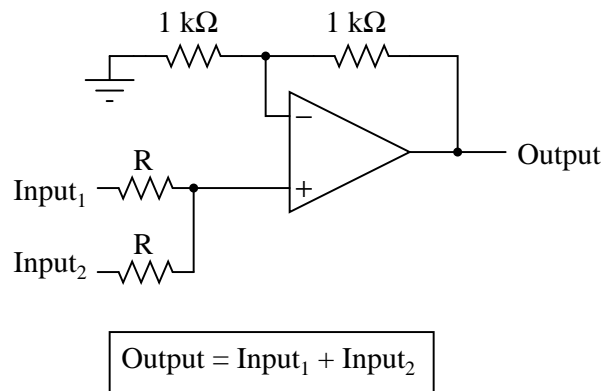 1 kΩ 1 kΩ
−
Output
+
R
Input₁
R
Input₂
Output = Input₁ + Input₂